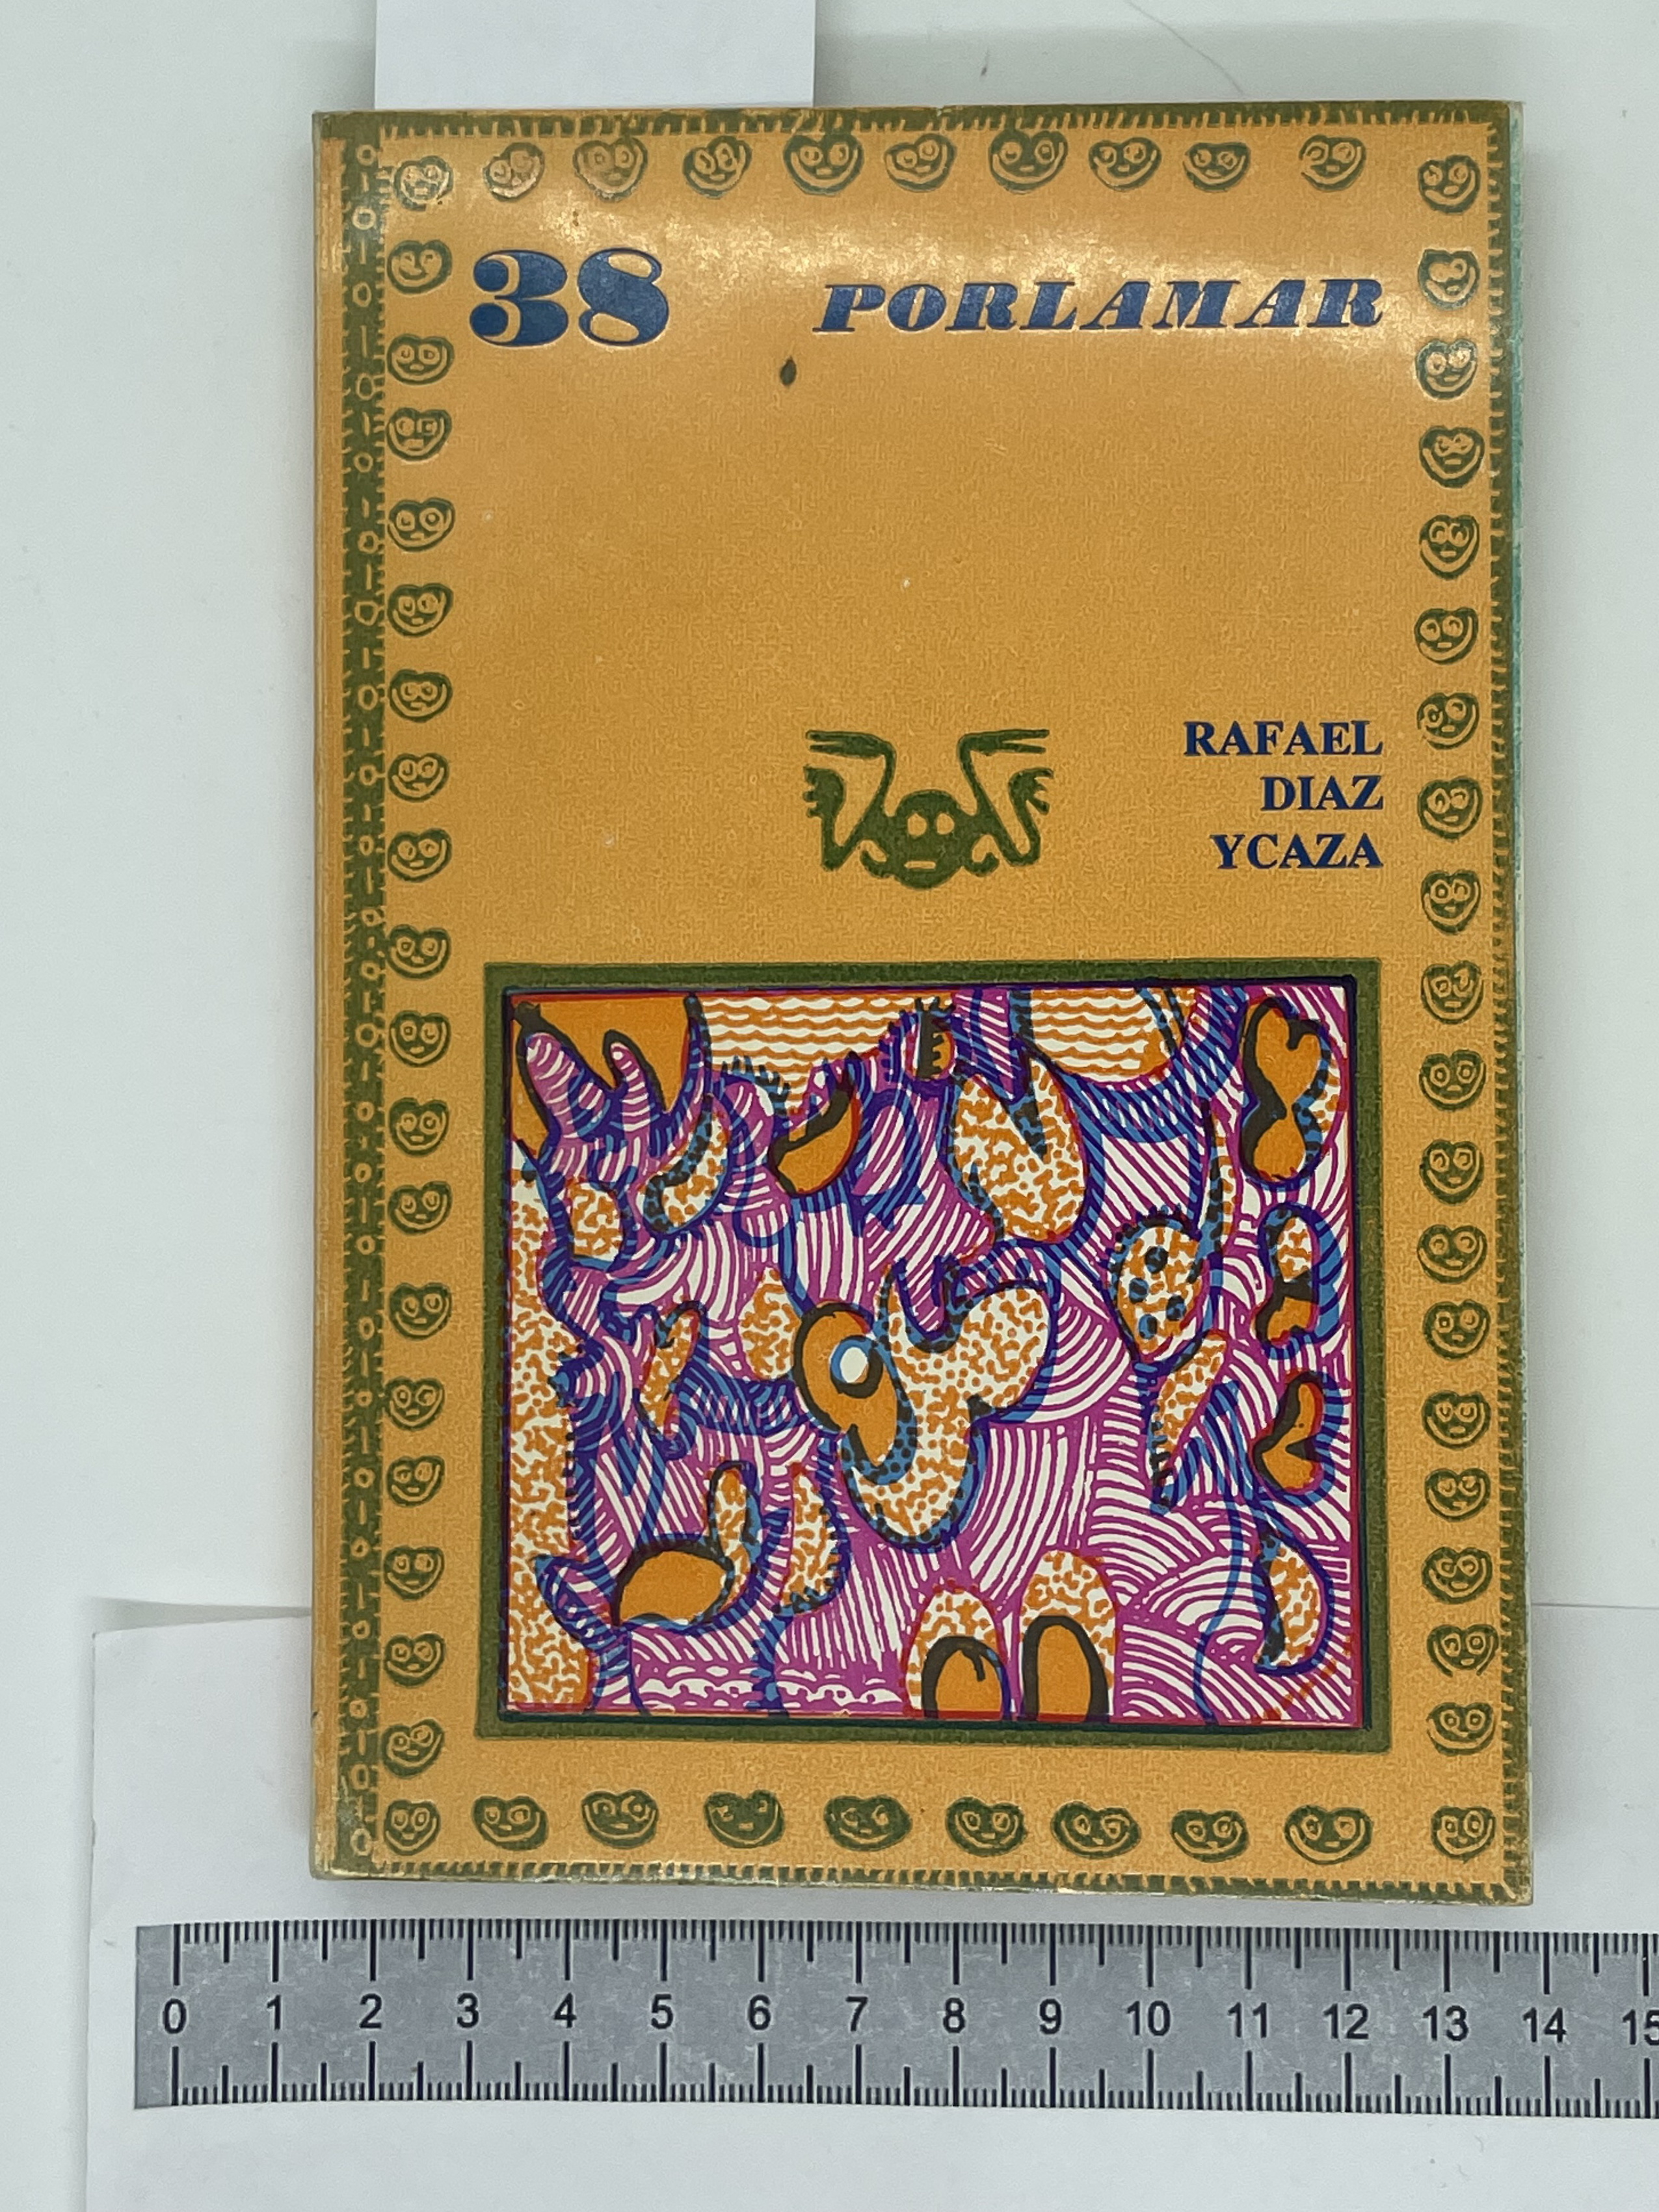 38 PORLAMAR
RAFAEL
DIAZ
YCAZA
0 1 2 3 4 5 6 7 8 9 10 11 12 13 14 15